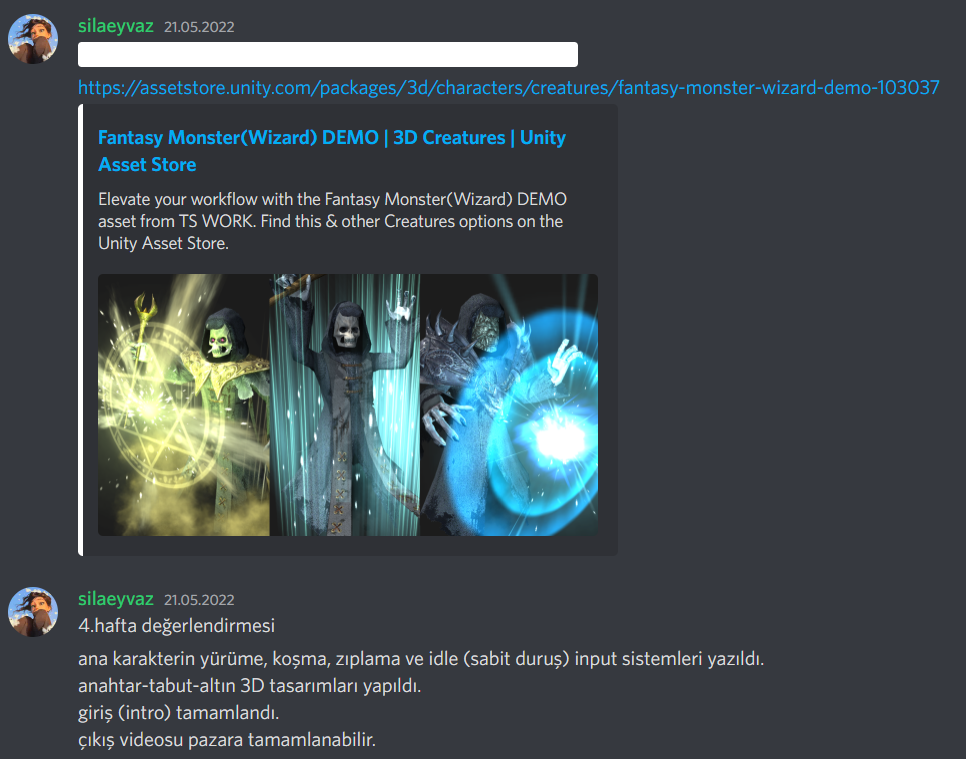 silaeyvaz 21.05.2022
https://assetstore.unity.com/packages/3d/characters/creatures/fantasy-monster-wizard-demo-103037
Fantasy Monster(Wizard) DEMO | 3D Creatures | Unity
Asset Store
Elevate your workflow with the Fantasy Monster(Wizard) DEMO
asset from TS WORK. Find this & other Creatures options on the
Unity Asset Store.
silaeyvaz 21.05.2022
4.hafta değerlendirmesi
ana karakterin yürüme, koşma, zıplama ve idle (sabit duruş) input sistemleri yazıldı.
anahtar-tabut-altın 3D tasarımları yapıldı.
giriş (intro) tamamlandı.
çıkış videosu pazara tamamlanabilir.